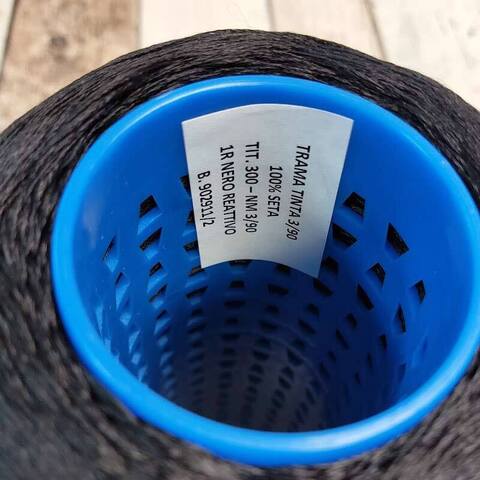 TRAMA TINTA 3/90
100% SETA
TIT. 300 – NM 3/90
1R NERO REATTIVO
B. 902911/2